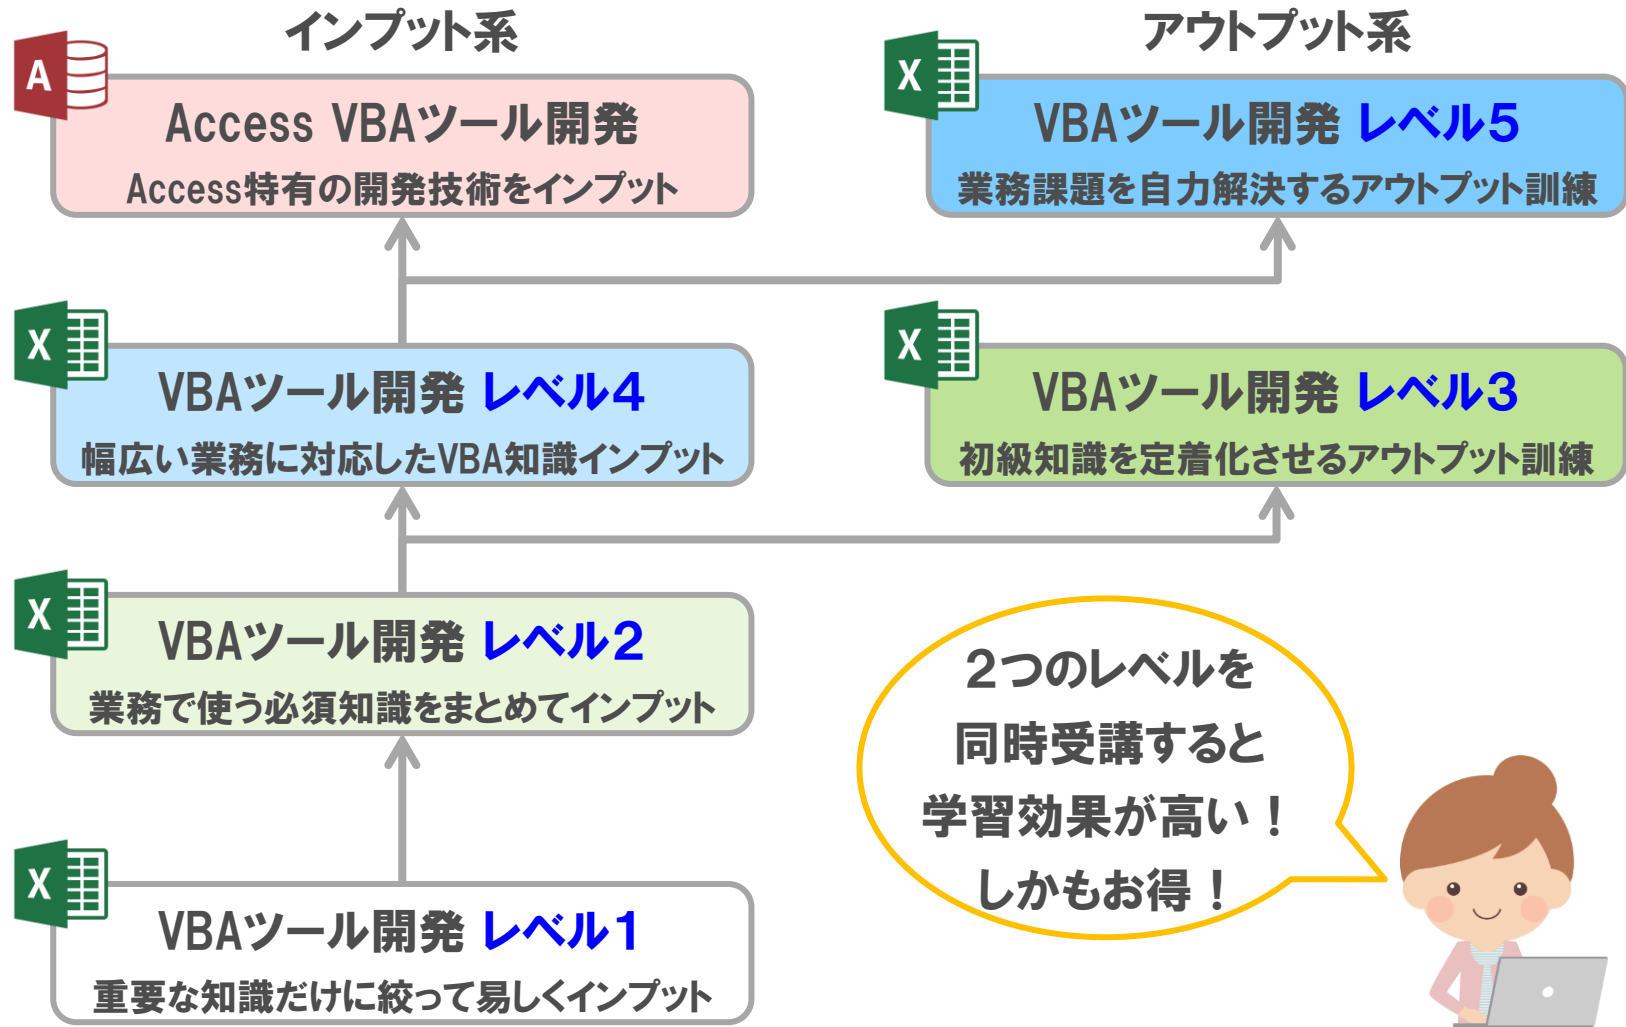 インプット系
アウトプット系
A
Access VBAツール開発
Access特有の開発技術をインプット
X
VBAツール開発 レベル5
業務課題を自力解決するアウトプット訓練
X
VBAツール開発 レベル4
幅広い業務に対応したVBA知識インプット
X
VBAツール開発 レベル3
初級知識を定着化させるアウトプット訓練
X
VBAツール開発 レベル2
業務で使う必須知識をまとめてインプット
X
VBAツール開発 レベル1
重要な知識だけに絞って易しくインプット
2つのレベルを
同時受講すると
学習効果が高い！
しかもお得！